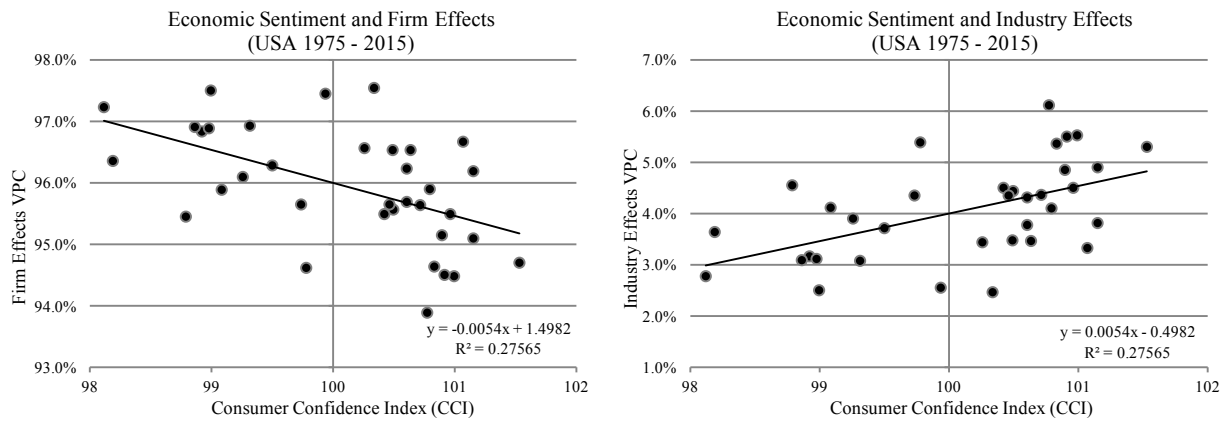 Economic Sentiment and Firm Effects
(USA 1975 - 2015)
98.0%
97.0%
96.0%
95.0%
94.0%
93.0%
Firm Effects VPC
y = -0.0054x + 1.4982
R² = 0.27565
98 99 100 101 102
Consumer Confidence Index (CCI)
Economic Sentiment and Industry Effects
(USA 1975 - 2015)
7.0%
6.0%
5.0%
4.0%
3.0%
2.0%
1.0%
Industry Effects VPC
y = 0.0054x - 0.4982
R² = 0.27565
98 99 100 101 102
Consumer Confidence Index (CCI)